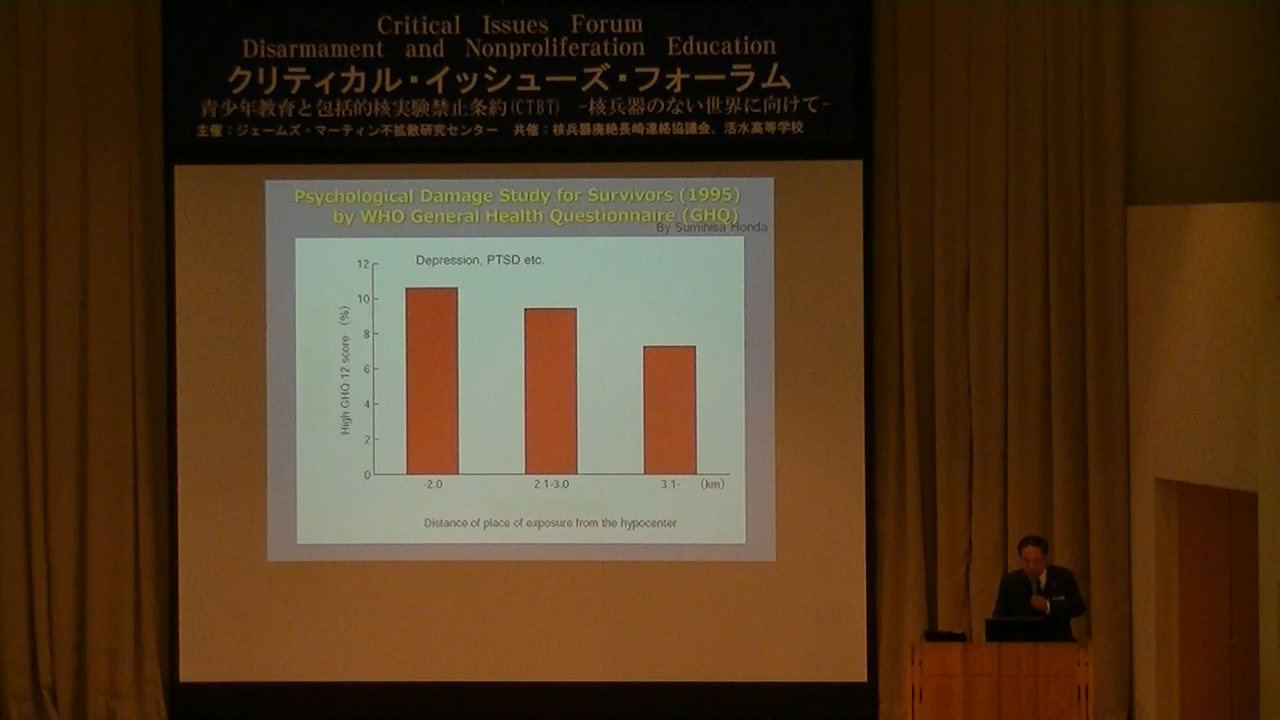 Critical Issues Forum
Disarmament and Nonproliferation Education
クリティカル・イッシューズ・フォーラム
青少年教育と包括的核実験禁止条約(CTBT) -核兵器のない世界に向けて-
主催：ジェームズ・マーティン不拡散研究センター 共催：核兵器廃絶長崎連絡協議会、活水高等学校
Psychological Damage Study for Survivors (1995)
by WHO General Health Questionnaire (GHQ)
By Sumihisa Honda
Depression, PTSD etc.
High GHQ 12 score (%)
12
10
8
6
4
2
0
-2.0 2.1-3.0 3.1- (km)
Distance of place of exposure from the hypocenter